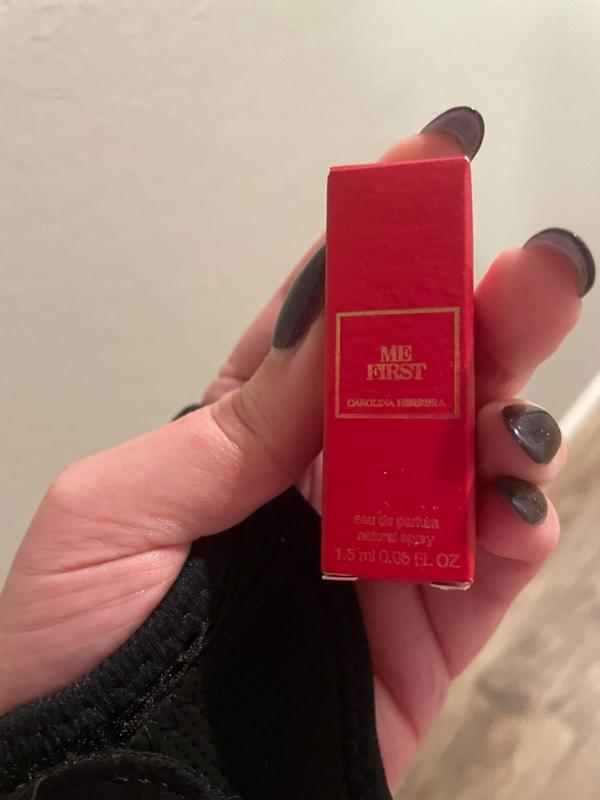 ME
FIRST
CAROLINA HERRERA
eau de parfum
natural spray
1.5 ml 0.05 FL OZ